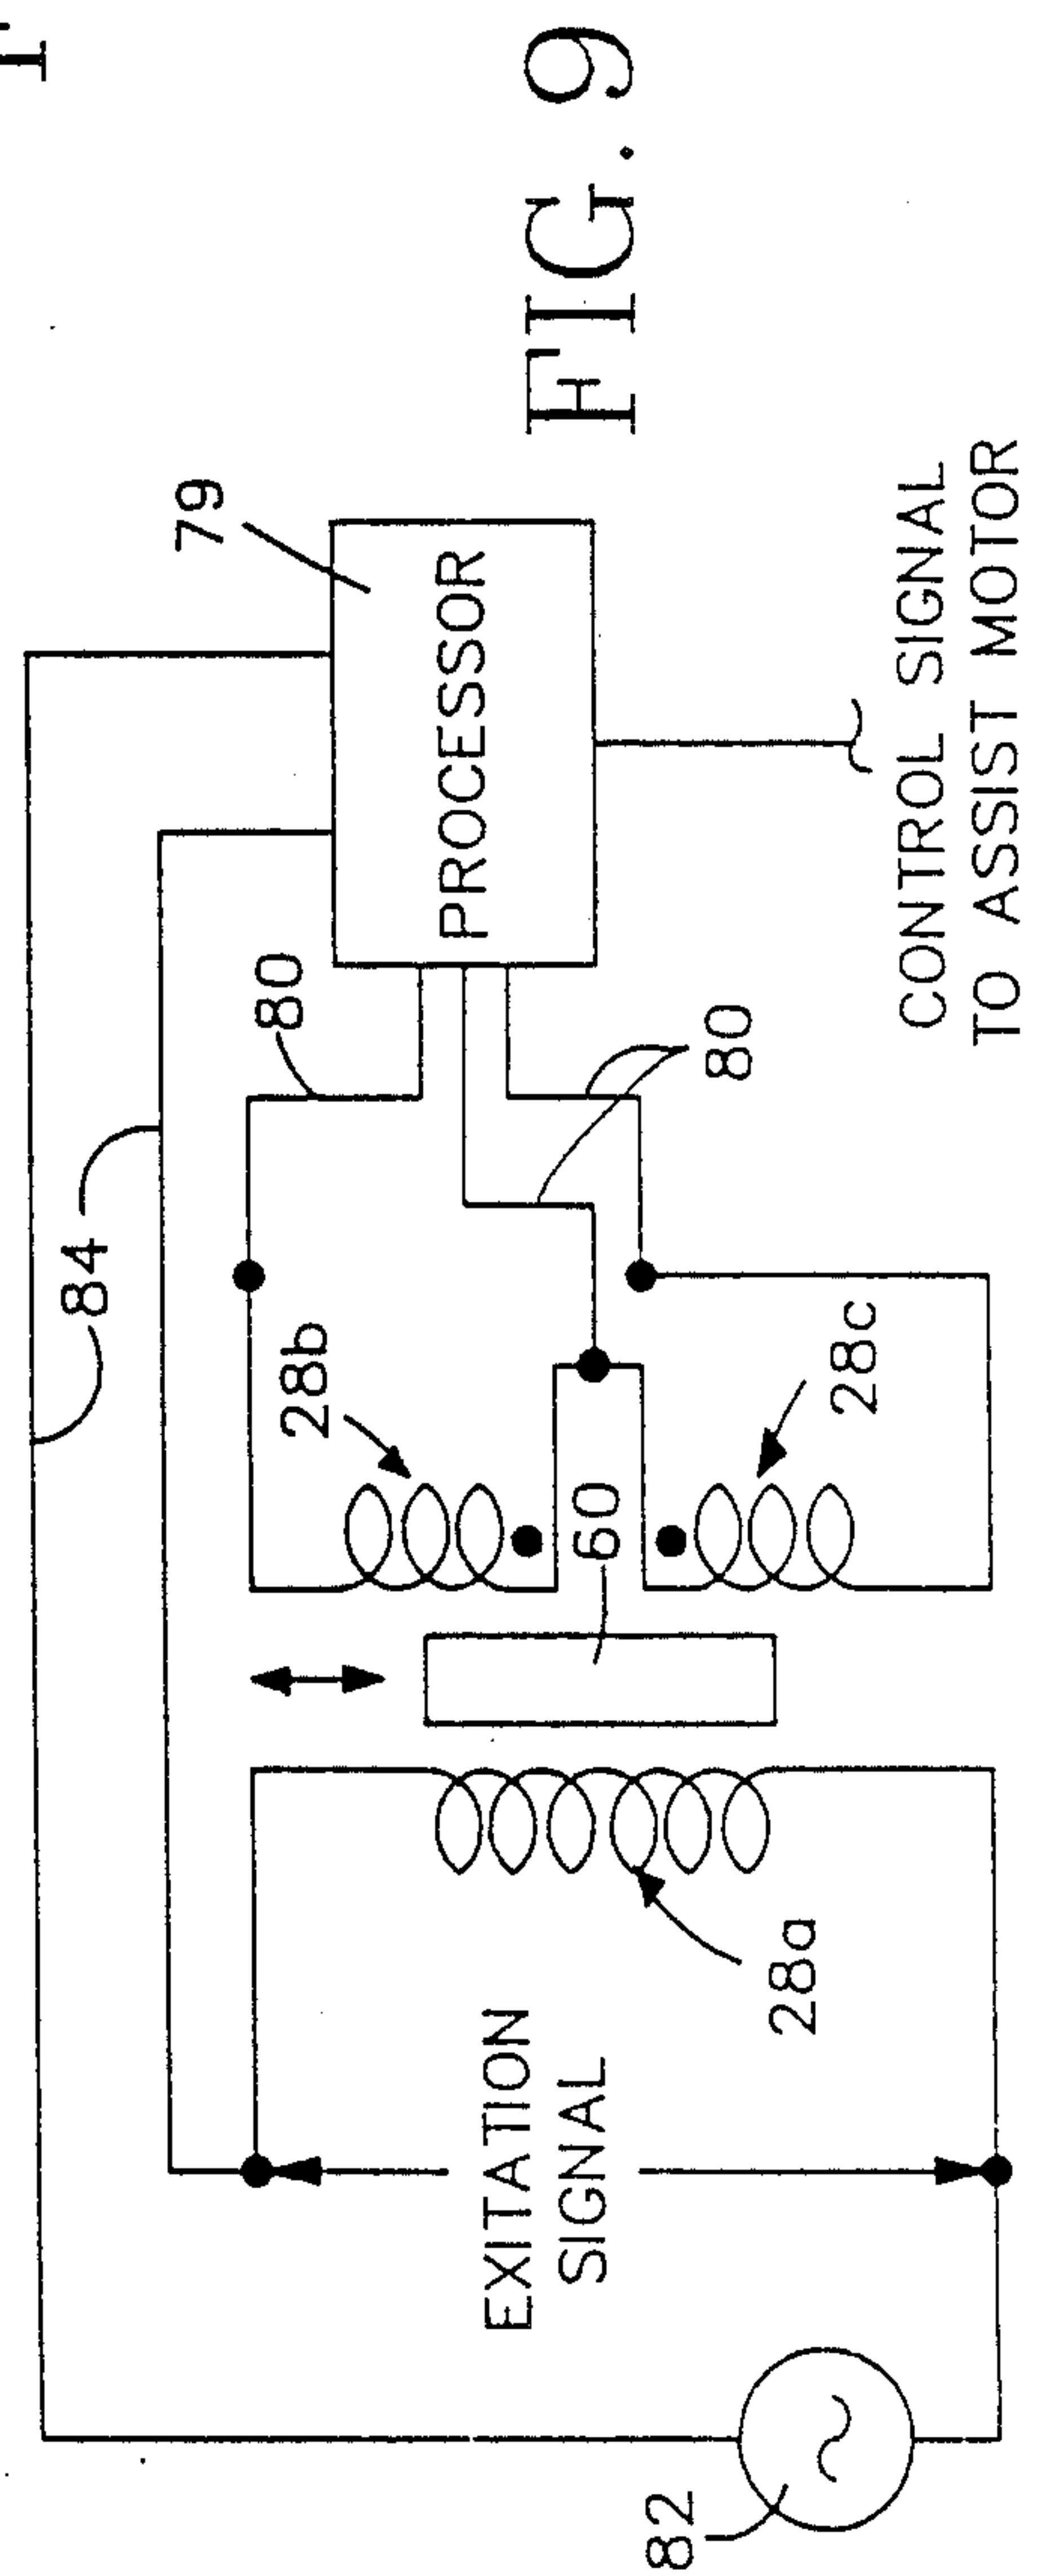 84
79
80
PROCESSOR
28b
80
60
28c
28a
EXITATION
SIGNAL
82
CONTROL SIGNAL
TO ASSIST MOTOR
FIG. 9